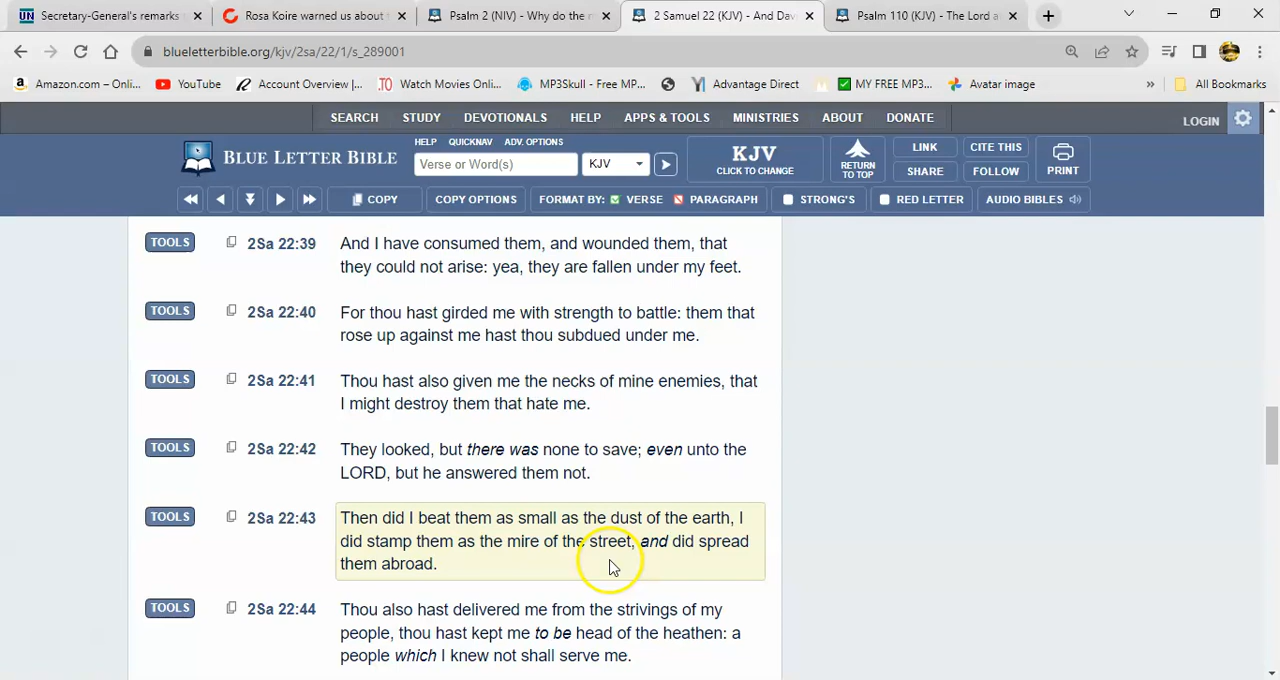 UN Secretary-General's remarks
Rosa Koire warned us about
Psalm 2 (NIV) - Why do the n
2 Samuel 22 (KJV) - And Dav
Psalm 110 (KJV) - The Lord a
blueletterbible.org/kjv/2sa/22/1/s_289001
Amazon.com – Onli...
YouTube
Account Overview |...
TO Watch Movies Onli...
MP3Skull - Free MP...
Advantage Direct
MY FREE MP3...
Avatar image
» All Bookmarks
SEARCH STUDY DEVOTIONALS HELP APPS & TOOLS MINISTRIES ABOUT DONATE
LOGIN
BLUE LETTER BIBLE
HELP QUICKNAV ADV. OPTIONS
Verse or Word(s)
KJV
KJV
CLICK TO CHANGE
RETURN
TO TOP
LINK
CITE THIS
SHARE
FOLLOW
PRINT
COPY
COPY OPTIONS
FORMAT BY: VERSE PARAGRAPH
STRONG'S
RED LETTER
AUDIO BIBLES
TOOLS 2Sa 22:39 And I have consumed them, and wounded them, that
they could not arise: yea, they are fallen under my feet.
TOOLS 2Sa 22:40 For thou hast girded me with strength to battle: them that
rose up against me hast thou subdued under me.
TOOLS 2Sa 22:41 Thou hast also given me the necks of mine enemies, that
I might destroy them that hate me.
TOOLS 2Sa 22:42 They looked, but there was none to save; even unto the
LORD, but he answered them not.
TOOLS 2Sa 22:43 Then did I beat them as small as the dust of the earth, I
did stamp them as the mire of the street, and did spread
them abroad.
TOOLS 2Sa 22:44 Thou also hast delivered me from the strivings of my
people, thou hast kept me to be head of the heathen: a
people which I knew not shall serve me.